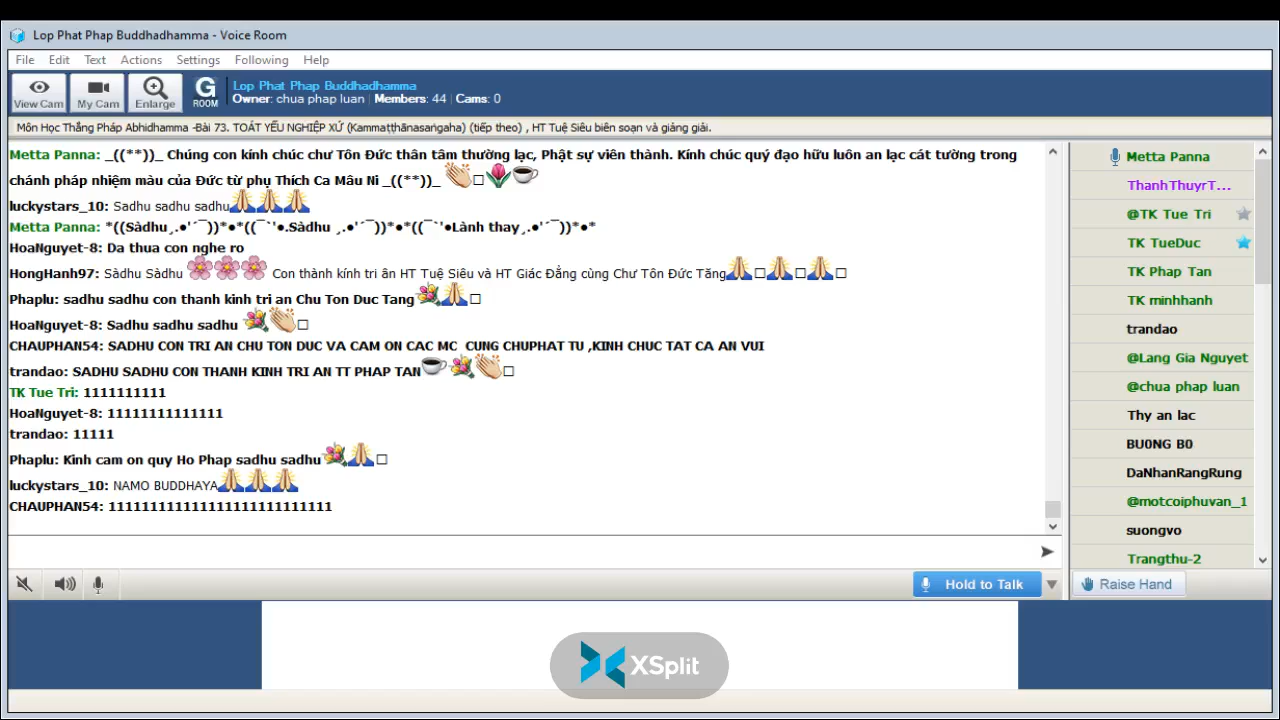 Lop Phat Phap Buddhadhamma - Voice Room
File Edit Text Actions Settings Following Help
View Cam My Cam Enlarge G ROOM
Lop Phat Phap Buddhadhamma
Owner: chua phap luan | Members: 44 | Cams: 0
Môn Học Thắng Pháp Abhidhamma -Bài 73. TOÁT YẾU NGHIỆP XỨ (Kammaṭṭhānasaṅgaha) (tiếp theo) , HT Tuệ Siêu biên soạn và giảng giải.
Metta Panna: _((**))_ Chúng con kính chúc chư Tôn Đức thân tâm thường lạc, Phật sự viên thành. Kính chúc quý đạo hữu luôn an lạc cát tường trong
chánh pháp nhiệm màu của Đức từ phụ Thích Ca Mâu Ni _((**))_
luckystars_10: Sadhu sadhu sadhu
Metta Panna: *((Sàdhu¸.•'´¯))*•*((¯`'•.Sàdhu ¸.•'´¯))*•*((¯`'•Lành thay¸.•'´¯))*•*
HoaNguyet-8: Da thua con nghe ro
HongHanh97: Sàdhu Sàdhu Con thành kính tri ân HT Tuệ Siêu và HT Giác Đẳng cùng Chư Tôn Đức Tăng
Phaplu: sadhu sadhu con thanh kinh tri an Chu Ton Duc Tang
HoaNguyet-8: Sadhu sadhu sadhu
CHAUPHAN54: SADHU CON TRI AN CHU TON DUC VA CAM ON CAC MC CUNG CHUPHAT TU ,KINH CHUC TAT CA AN VUI
trandao: SADHU SADHU CON THANH KINH TRI AN TT PHAP TAN
TK Tue Tri: 1111111111
HoaNguyet-8: 11111111111111
trandao: 11111
Phaplu: Kinh cam on quy Ho Phap sadhu sadhu
luckystars_10: NAMO BUDDHAYA
CHAUPHAN54: 111111111111111111111111111
Metta Panna
ThanhThuyrT...
@TK Tue Tri
TK TueDuc
TK Phap Tan
TK minhhanh
trandao
@Lang Gia Nguyet
@chua phap luan
Thy an lac
BU0NG B0
DaNhanRangRung
@motcoiphuvan_1
suongvo
Trangthu-2
Hold to Talk
Raise Hand
XSplit